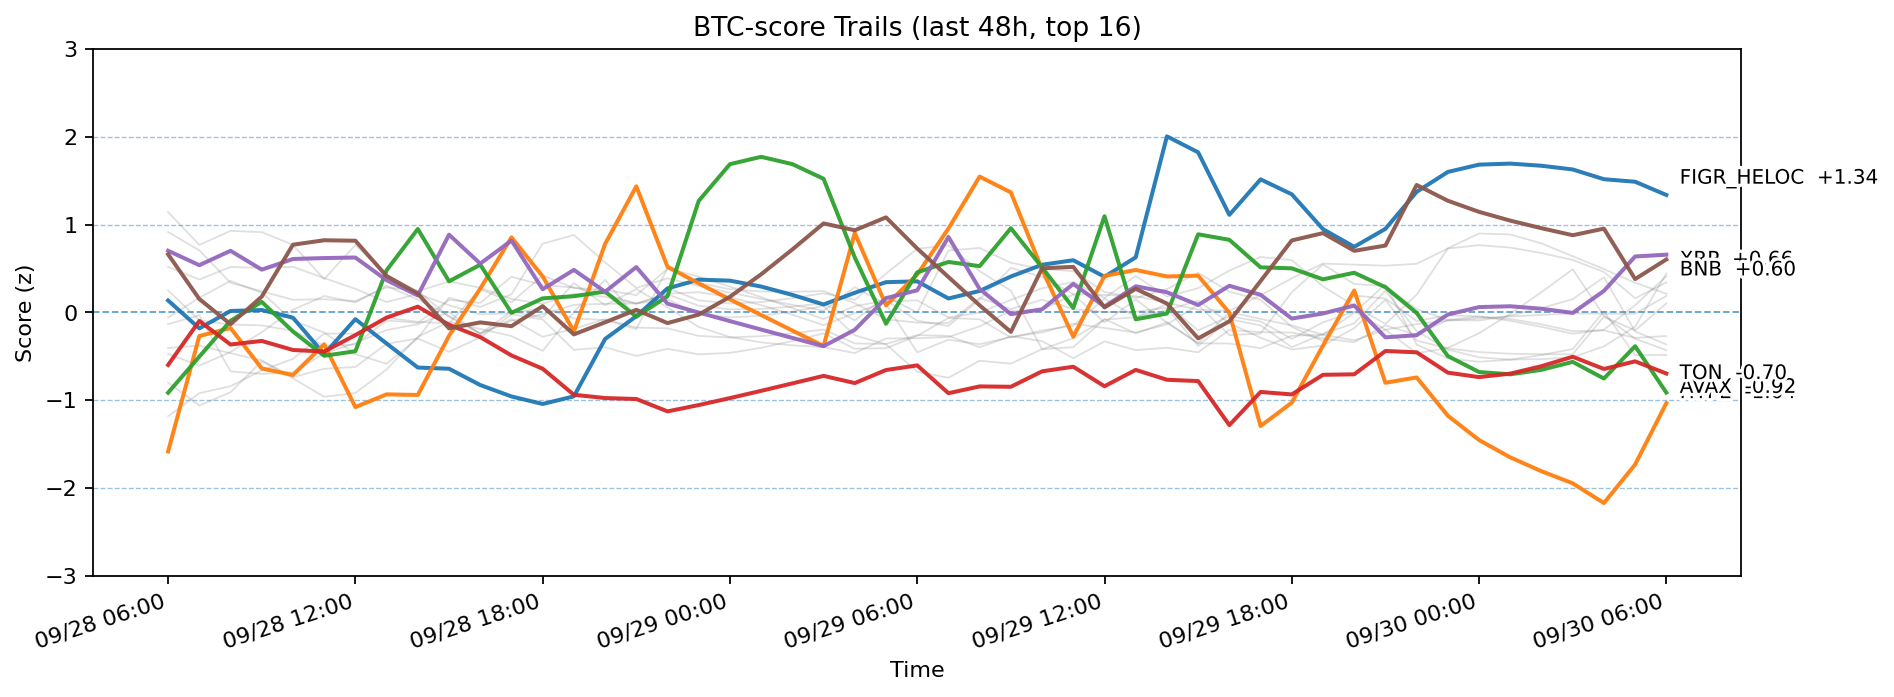 BTC-score Trails (last 48h, top 16)
Score (z)
3
2
1
0
−1
−2
−3
FIGR_HELOC +1.34
XRP +0.66
BNB +0.60
TON -0.70
AVAX -0.92
09/28 06:00
09/28 12:00
09/28 18:00
09/29 00:00
09/29 06:00
09/29 12:00
09/29 18:00
09/30 00:00
09/30 06:00
Time